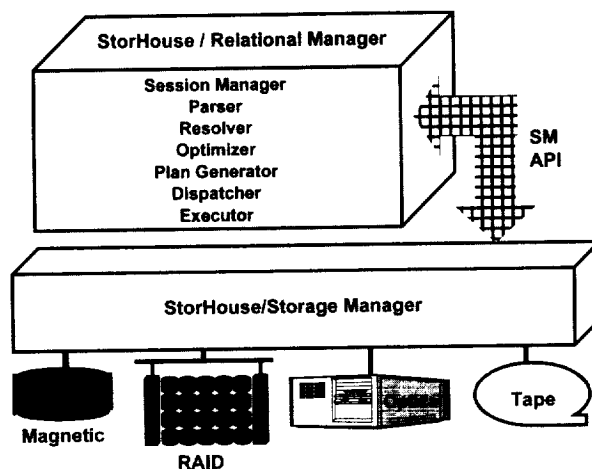 StorHouse / Relational Manager
Session Manager
Parser
Resolver
Optimizer
Plan Generator
Dispatcher
Executor
SM
API
StorHouse/Storage Manager
Magnetic
RAID
Tape